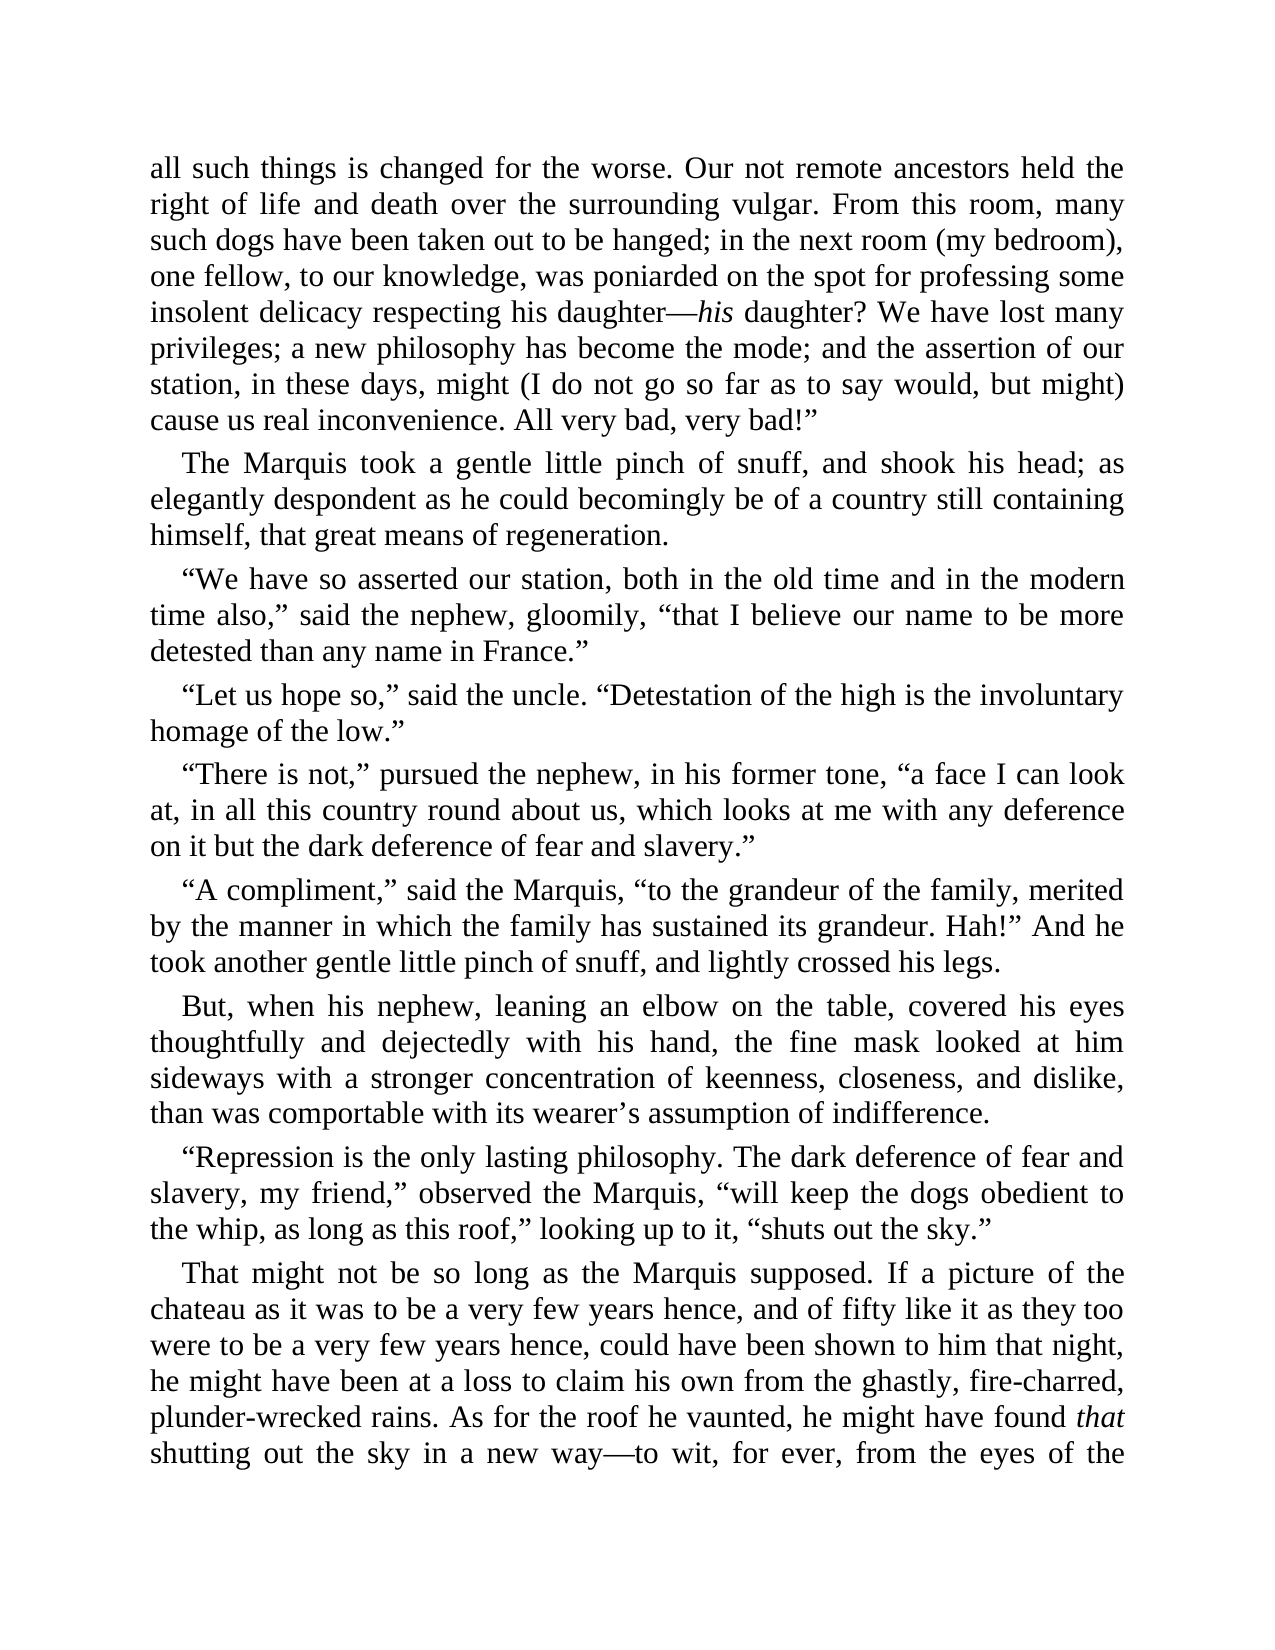 all such things is changed for the worse. Our not remote ancestors held the
right of life and death over the surrounding vulgar. From this room, many
such dogs have been taken out to be hanged; in the next room (my bedroom),
one fellow, to our knowledge, was poniarded on the spot for professing some
insolent delicacy respecting his daughter—his daughter? We have lost many
privileges; a new philosophy has become the mode; and the assertion of our
station, in these days, might (I do not go so far as to say would, but might)
cause us real inconvenience. All very bad, very bad!”
The Marquis took a gentle little pinch of snuff, and shook his head; as
elegantly despondent as he could becomingly be of a country still containing
himself, that great means of regeneration.
“We have so asserted our station, both in the old time and in the modern
time also,” said the nephew, gloomily, “that I believe our name to be more
detested than any name in France.”
“Let us hope so,” said the uncle. “Detestation of the high is the involuntary
homage of the low.”
“There is not,” pursued the nephew, in his former tone, “a face I can look
at, in all this country round about us, which looks at me with any deference
on it but the dark deference of fear and slavery.”
“A compliment,” said the Marquis, “to the grandeur of the family, merited
by the manner in which the family has sustained its grandeur. Hah!” And he
took another gentle little pinch of snuff, and lightly crossed his legs.
But, when his nephew, leaning an elbow on the table, covered his eyes
thoughtfully and dejectedly with his hand, the fine mask looked at him
sideways with a stronger concentration of keenness, closeness, and dislike,
than was comportable with its wearer’s assumption of indifference.
“Repression is the only lasting philosophy. The dark deference of fear and
slavery, my friend,” observed the Marquis, “will keep the dogs obedient to
the whip, as long as this roof,” looking up to it, “shuts out the sky.”
That might not be so long as the Marquis supposed. If a picture of the
chateau as it was to be a very few years hence, and of fifty like it as they too
were to be a very few years hence, could have been shown to him that night,
he might have been at a loss to claim his own from the ghastly, fire-charred,
plunder-wrecked rains. As for the roof he vaunted, he might have found that
shutting out the sky in a new way—to wit, for ever, from the eyes of the